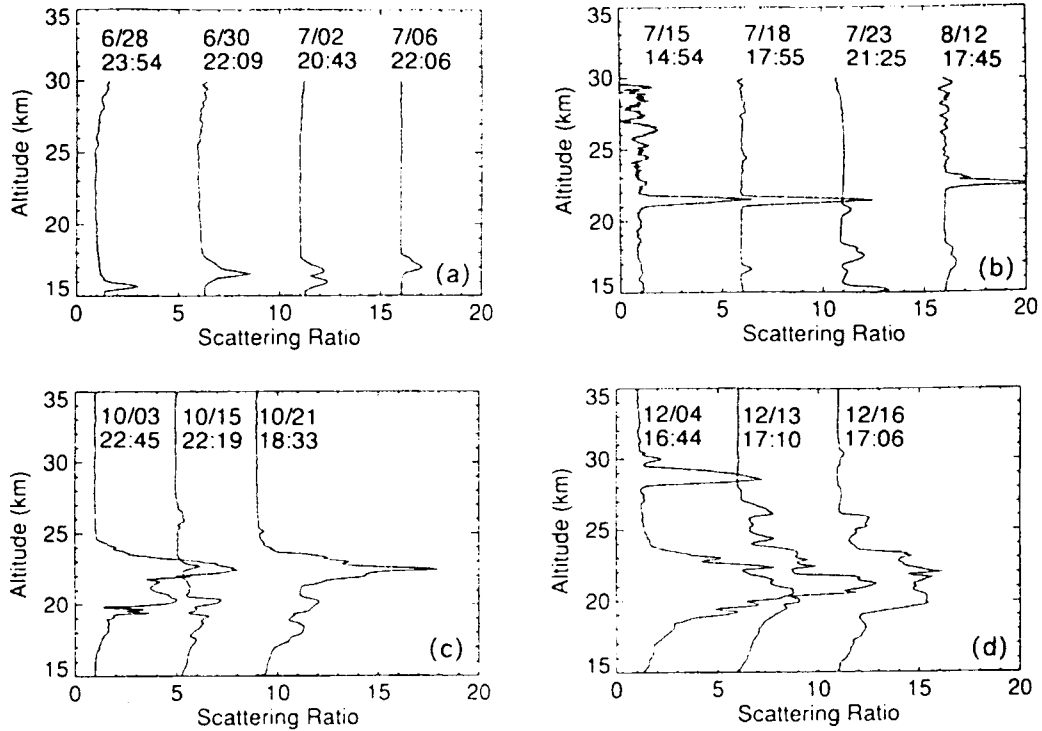 35
30
25
20
15
Altitude (km)
6/28 6/30 7/02 7/06
23:54 22:09 20:43 22:06
(a)
0 5 10 15 20
Scattering Ratio
35
30
25
20
15
Altitude (km)
7/15 7/18 7/23 8/12
14:54 17:55 21:25 17:45
(b)
0 5 10 15 20
Scattering Ratio
35
30
25
20
15
Altitude (km)
10/03 10/15 10/21
22:45 22:19 18:33
(c)
0 5 10 15 20
Scattering Ratio
35
30
25
20
15
Altitude (km)
12/04 12/13 12/16
16:44 17:10 17:06
(d)
0 5 10 15 20
Scattering Ratio